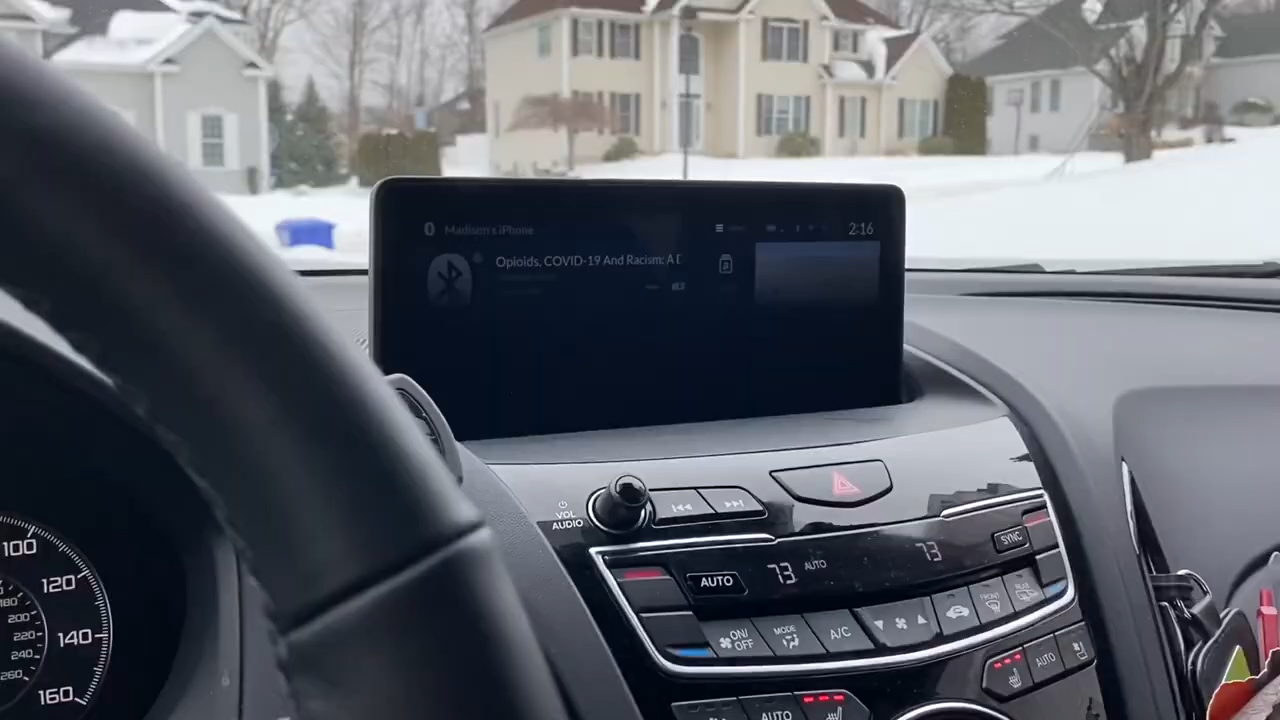 Madison's iPhone
2:16
Opioids, COVID-19 And Racism: A D
VOL
AUDIO
AUTO
73
AUTO
73
SYNC
ON/
OFF
MODE
A/C
FRONT
REAR
AUTO
AUTO
100
120
140
160
180
200
220
240
260